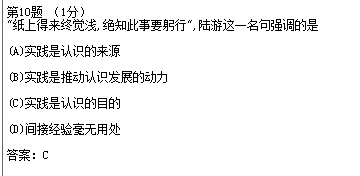 第10题 （1分）
“纸上得来终觉浅,绝知此事要躬行”,陆游这一名句强调的是
(A)实践是认识的来源
(B)实践是推动认识发展的动力
(C)实践是认识的目的
(D)间接经验毫无用处
答案：C